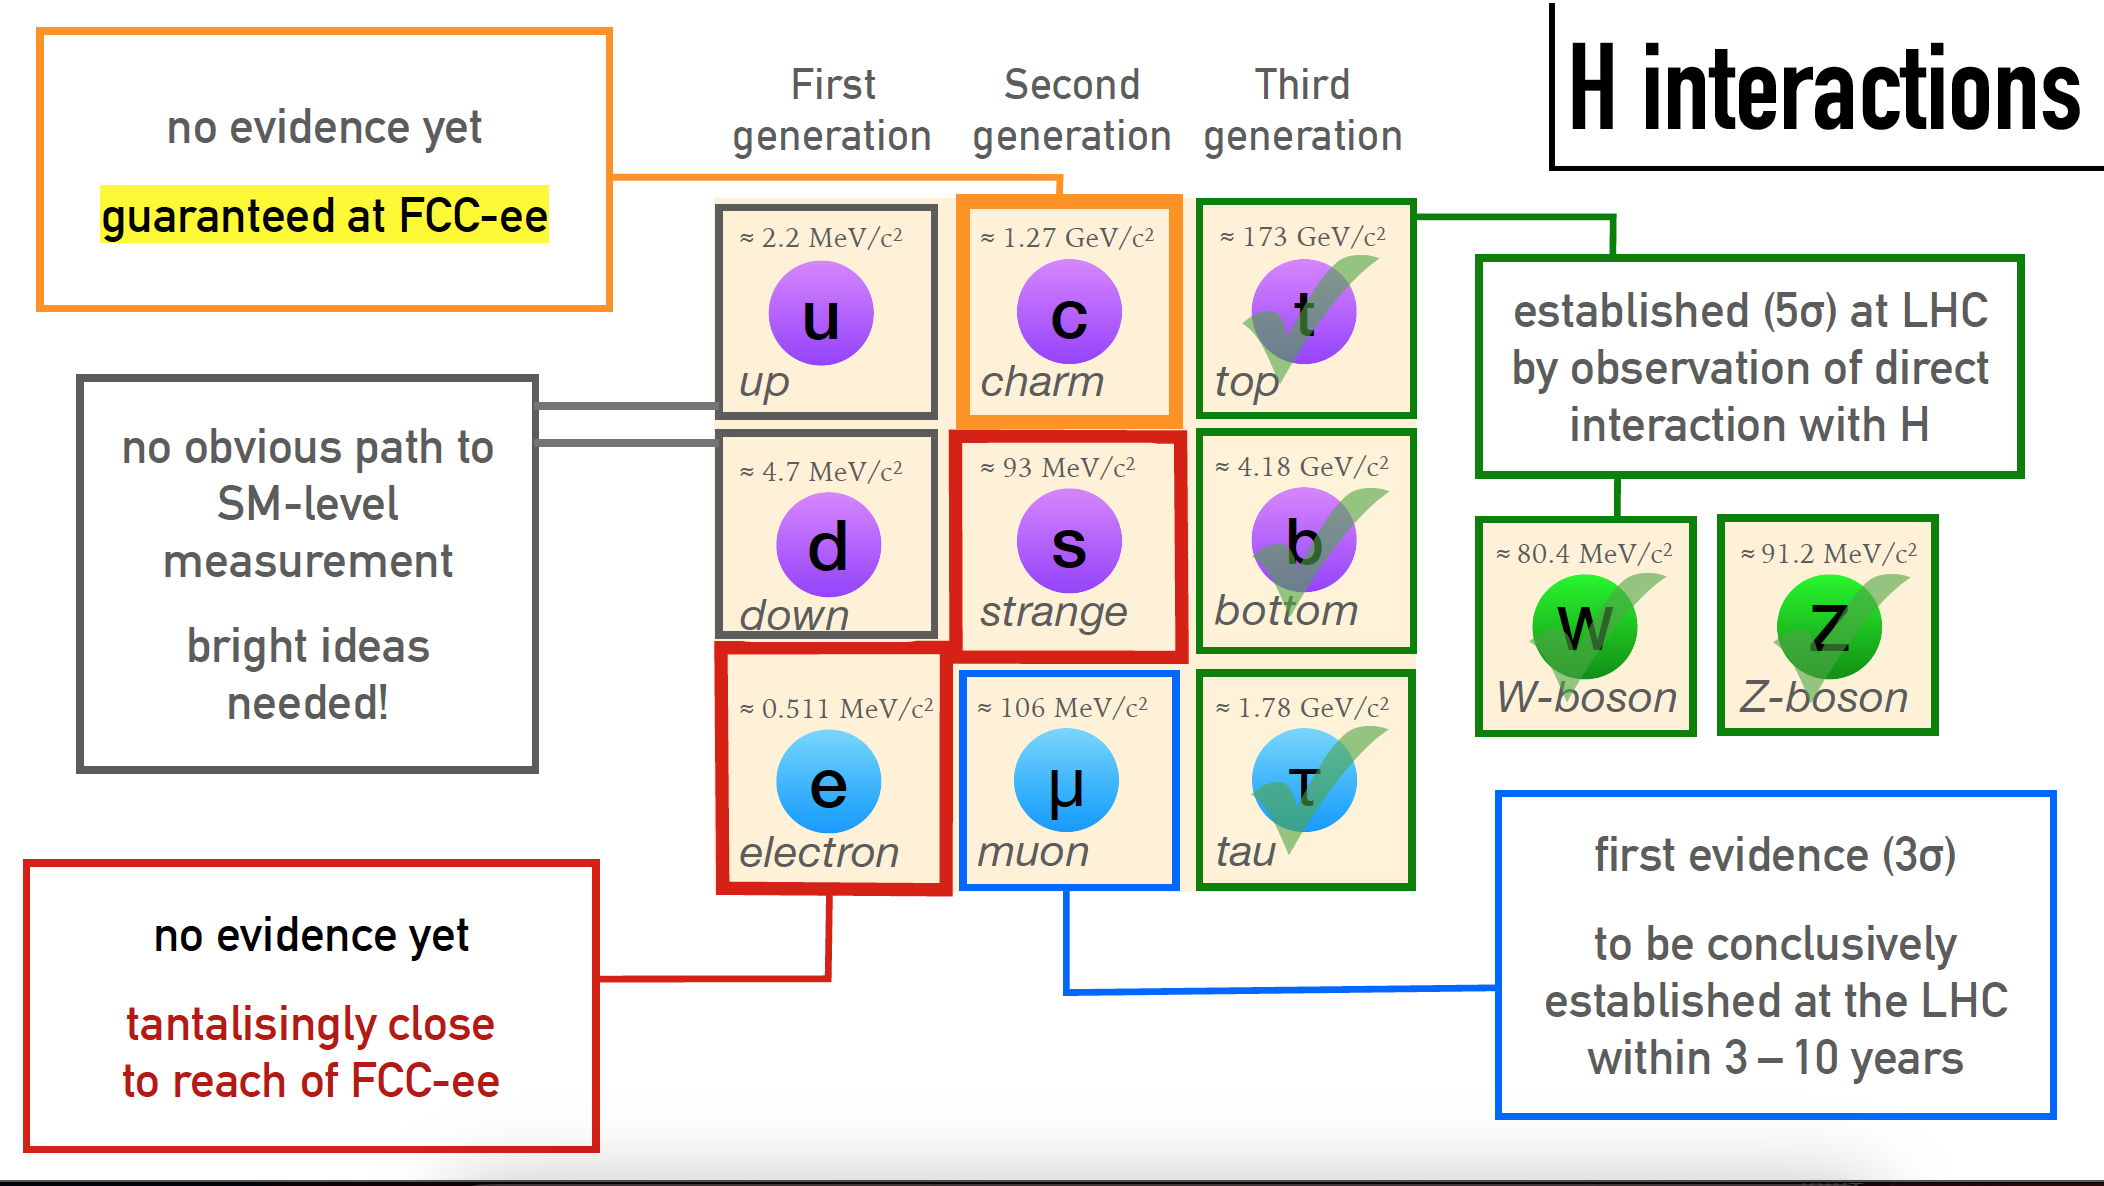 H interactions
no evidence yet
guaranteed at FCC-ee
First
generation
Second
generation
Third
generation
≈ 2.2 MeV/c²
u
up
≈ 1.27 GeV/c²
c
charm
≈ 173 GeV/c²
t
top
established (5σ) at LHC
by observation of direct
interaction with H
no obvious path to
SM-level
measurement
bright ideas
needed!
≈ 4.7 MeV/c²
d
down
≈ 93 MeV/c²
s
strange
≈ 4.18 GeV/c²
b
bottom
≈ 80.4 MeV/c²
W
W-boson
≈ 91.2 MeV/c²
Z
Z-boson
≈ 0.511 MeV/c²
e
electron
≈ 106 MeV/c²
μ
muon
≈ 1.78 GeV/c²
τ
tau
no evidence yet
tantalisingly close
to reach of FCC-ee
first evidence (3σ)
to be conclusively
established at the LHC
within 3 – 10 years